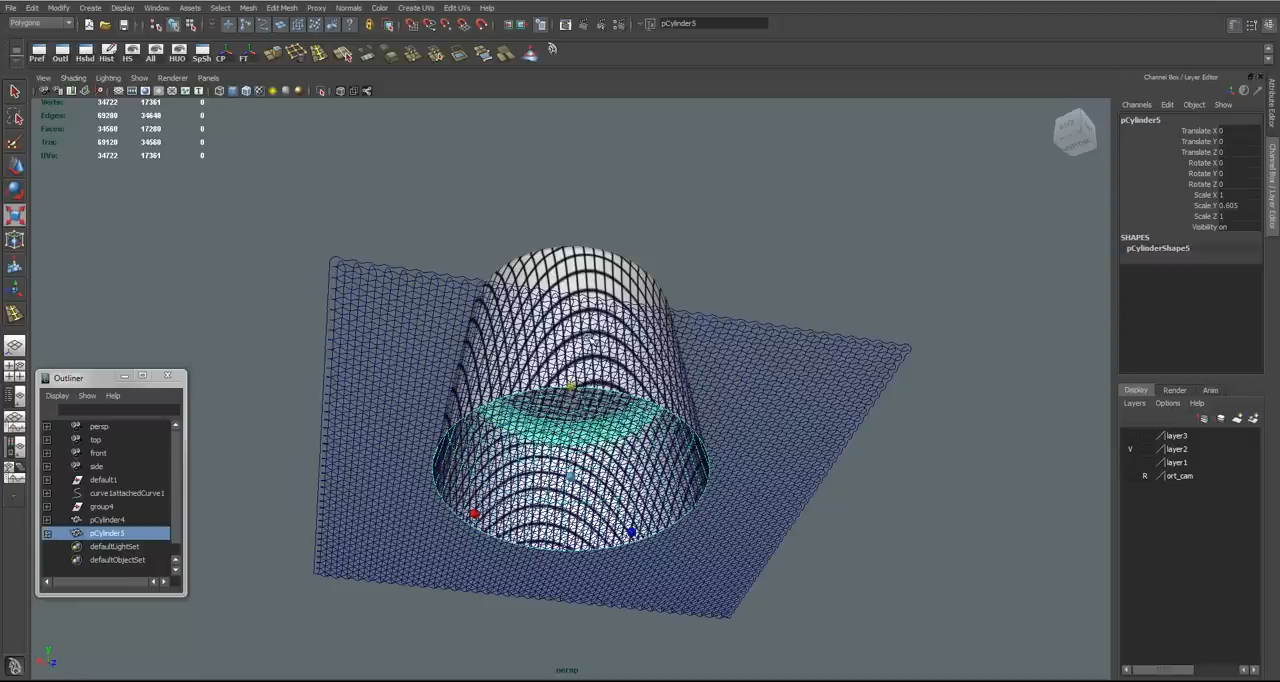 File Edit Modify Create Display Window Assets Select Mesh Edit Mesh Proxy Normals Color Create UVs Edit UVs Help
Polygons
pCylinder5
Pref Outl Hshd Hist HS All HUO SpSh CP FT
View Shading Lighting Show Renderer Panels
Verts: 34722 17361 0
Edges: 69280 34640 0
Faces: 34560 17280 0
Tris: 69120 34560 0
UVs: 34722 17361 0
Outliner
Display Show Help
persp
top
front
side
default1
curve1attachedCurve1
group4
pCylinder4
pCylinder5
defaultLightSet
defaultObjectSet
y
z
persp
Channel Box / Layer Editor
Channels Edit Object Show
pCylinder5
Translate X 0
Translate Y 0
Translate Z 0
Rotate X 0
Rotate Y 0
Rotate Z 0
Scale X 1
Scale Y 0.605
Scale Z 1
Visibility on
SHAPES
pCylinderShape5
Display Render Anim
Layers Options Help
layer3
V layer2
layer1
R ort_cam
Attribute Editor
Channel Box / Layer Editor